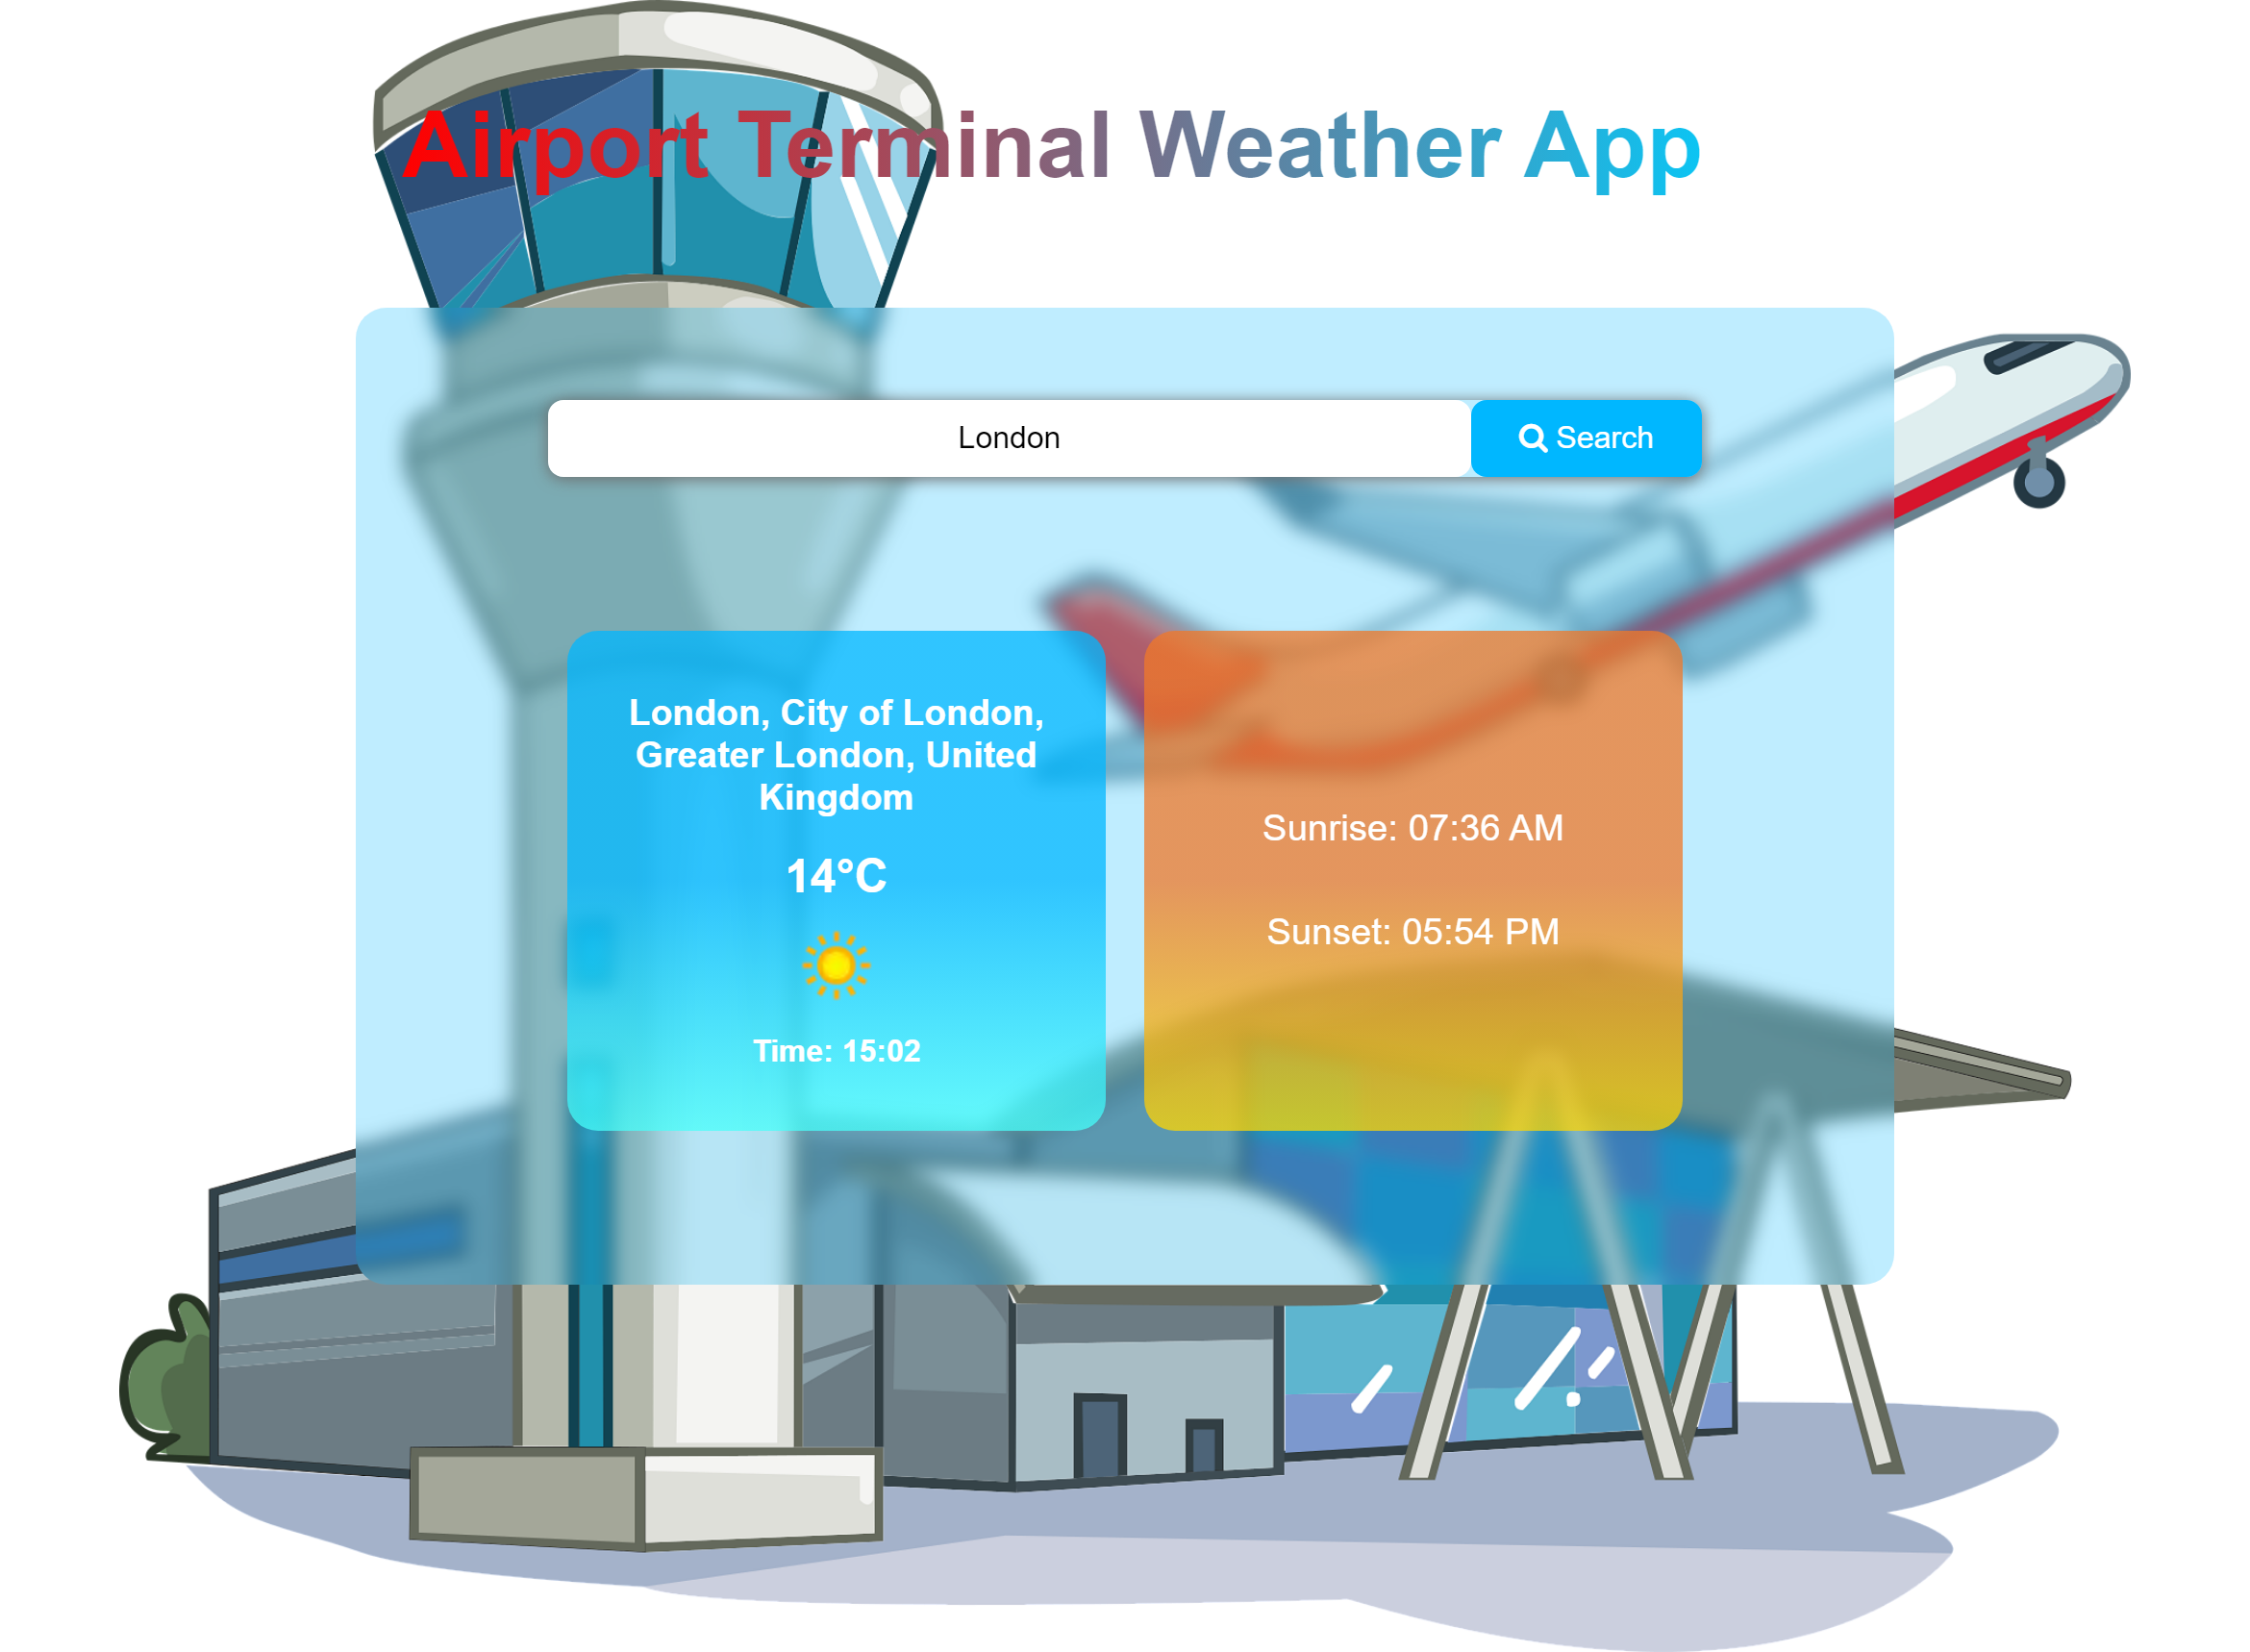 Airport Terminal Weather App
London
Search
London, City of London,
Greater London, United
Kingdom
14°C
Time: 15:02
Sunrise: 07:36 AM
Sunset: 05:54 PM